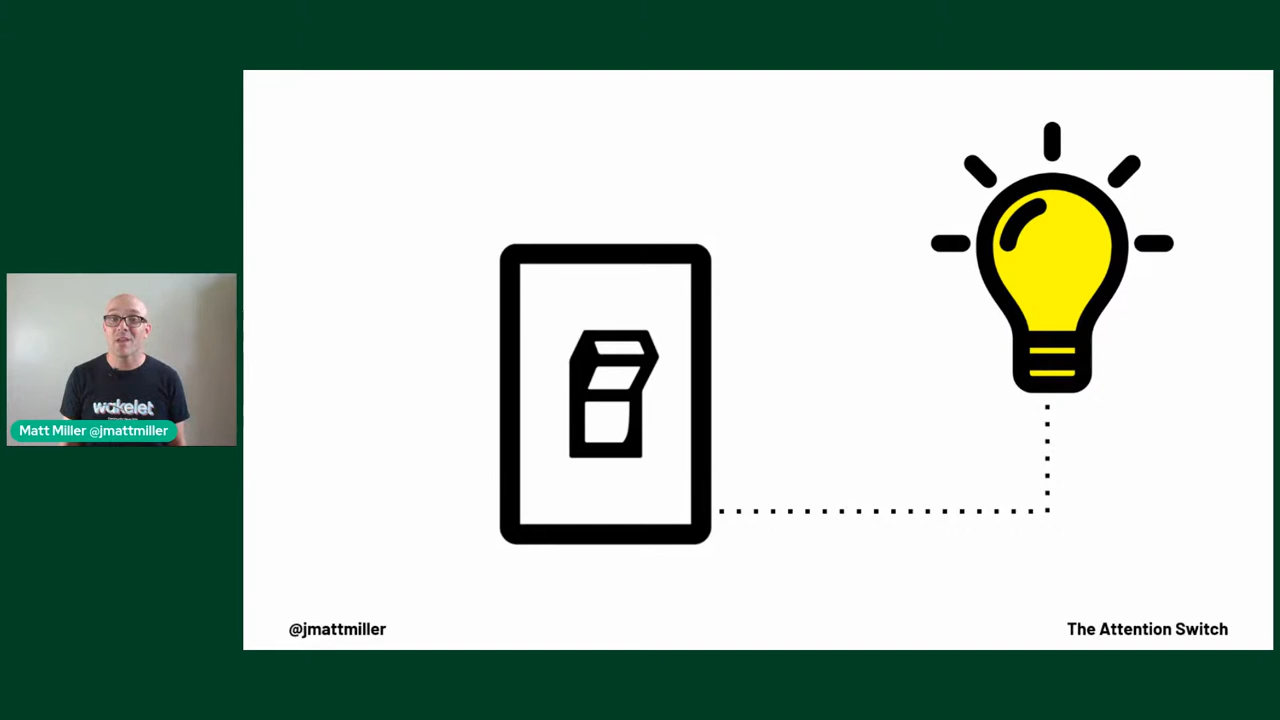 wakelet
Matt Miller @jmattmiller
@jmattmiller
The Attention Switch